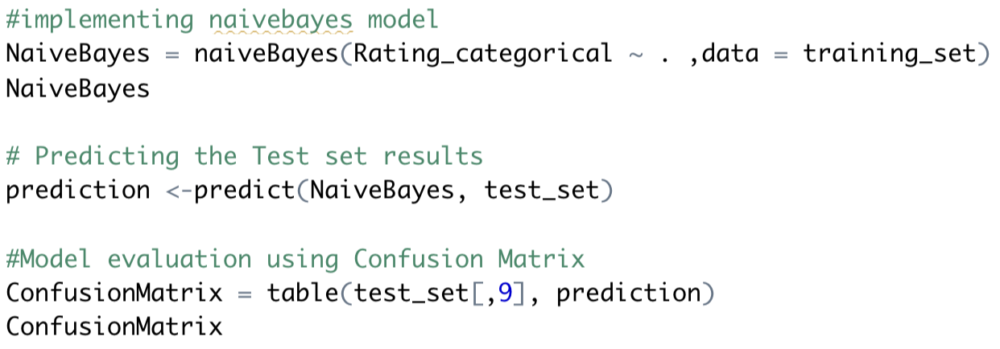 #implementing naivebayes model
NaiveBayes = naiveBayes(Rating_categorical ~ . ,data = training_set)
NaiveBayes
# Predicting the Test set results
prediction <-predict(NaiveBayes, test_set)
#Model evaluation using Confusion Matrix
ConfusionMatrix = table(test_set[,9], prediction)
ConfusionMatrix